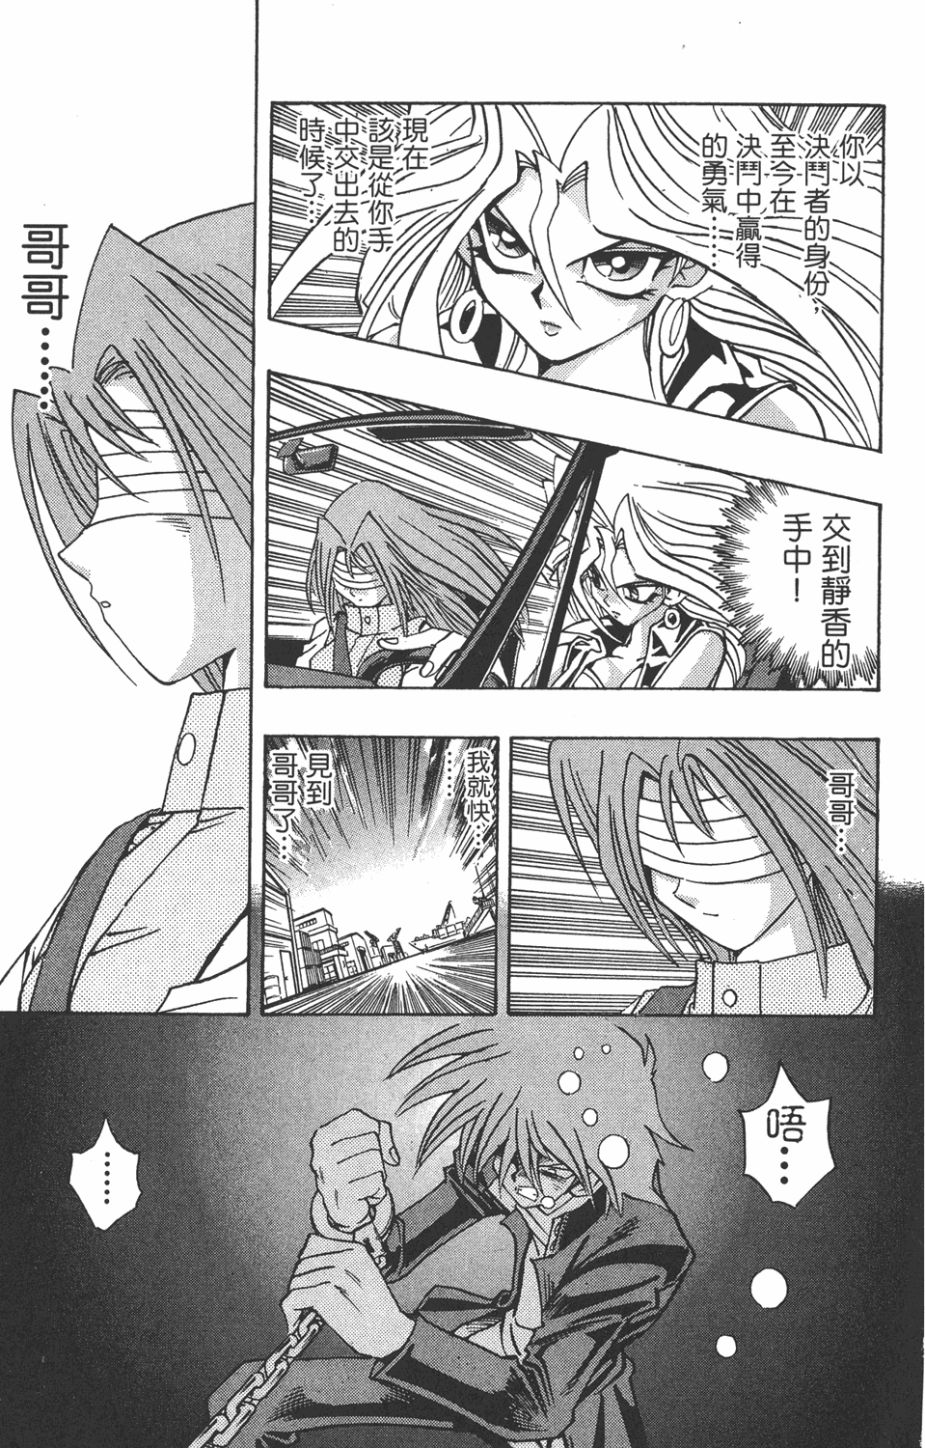 你以
決鬥者的身份，
至今在
決鬥中贏得
的勇氣……
現在
該是從你手
中交出去的
時候了…
交到靜香的
手中！
哥哥…
我就快…
……
見到
哥哥了…
哥哥……
唔…
……